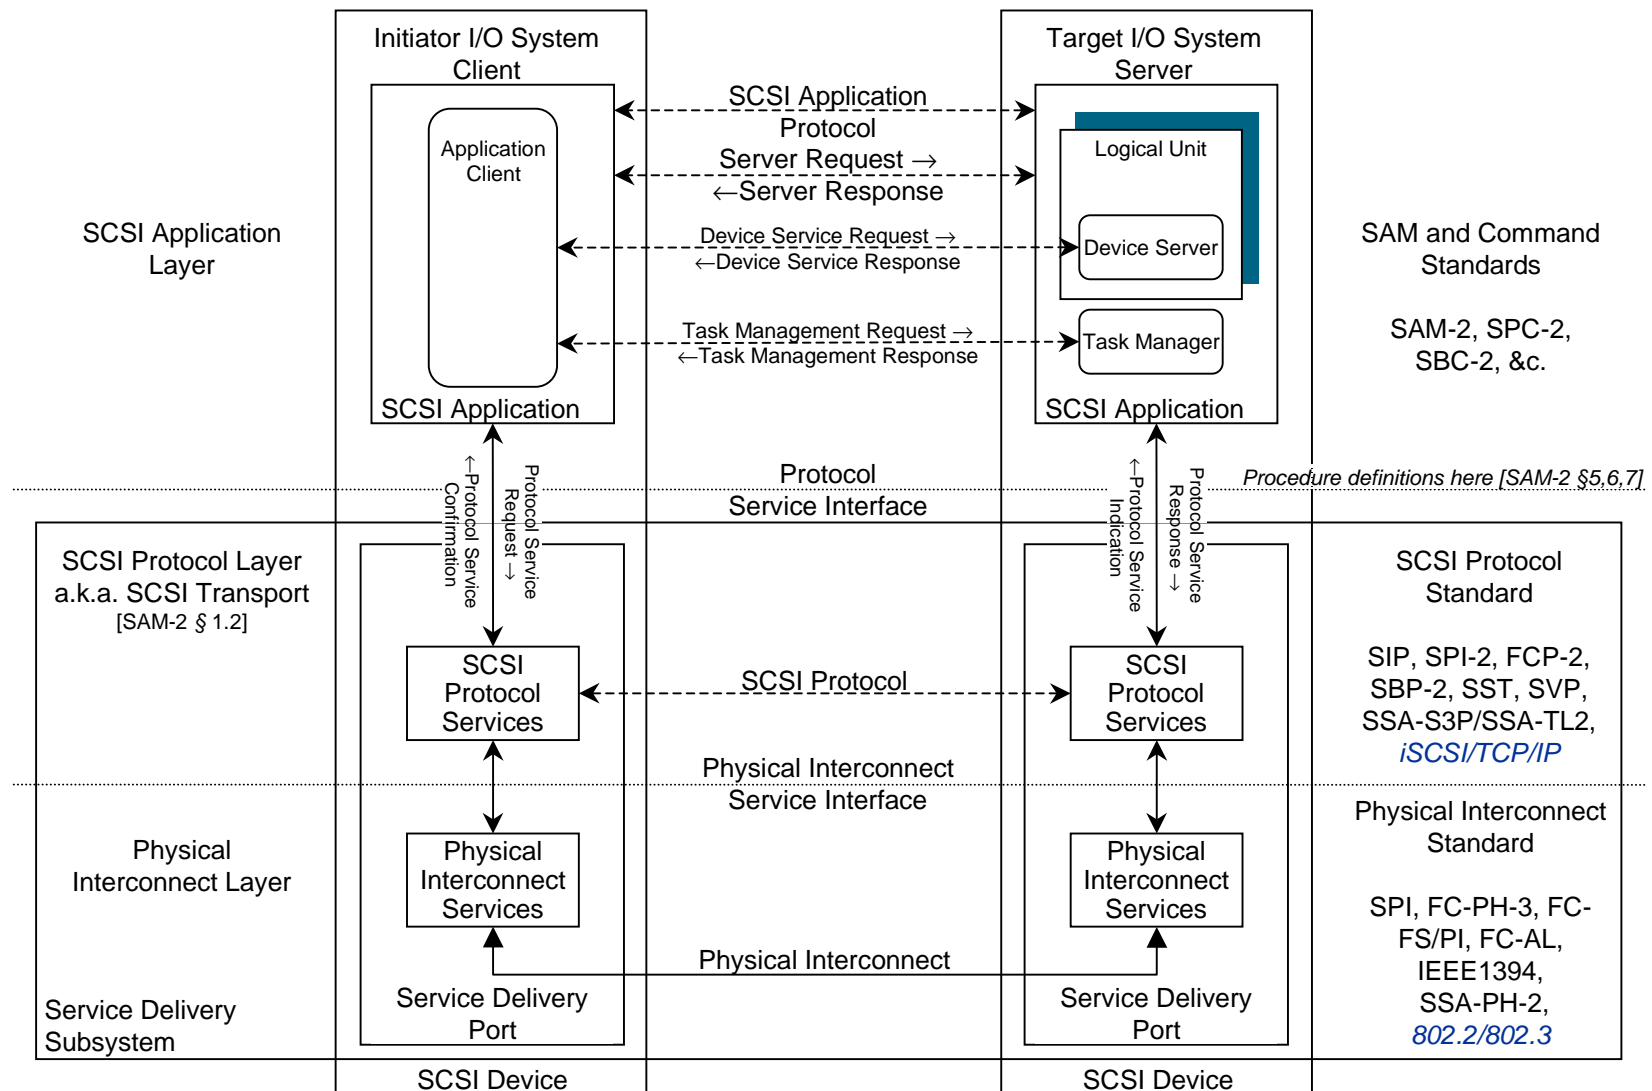 Initiator I/O System
Client
Target I/O System
Server
SCSI Application
Protocol
Server Request →
←Server Response
Application
Client
Logical Unit
Device Service Request →
←Device Service Response
Device Server
Task Management Request →
←Task Management Response
Task Manager
SCSI Application
SCSI Application
SCSI Application
Layer
SAM and Command
Standards
SAM-2, SPC-2,
SBC-2, &c.
Protocol Service
Request →
←Protocol Service
Confirmation
Protocol
Service Interface
Protocol Service
Response →
←Protocol Service
Indication
Procedure definitions here [SAM-2 §5,6,7]
SCSI Protocol Layer
a.k.a. SCSI Transport
[SAM-2 § 1.2]
SCSI
Protocol
Services
SCSI Protocol
SCSI
Protocol
Services
SCSI Protocol
Standard
SIP, SPI-2, FCP-2,
SBP-2, SST, SVP,
SSA-S3P/SSA-TL2,
iSCSI/TCP/IP
Physical Interconnect
Service Interface
Physical
Interconnect Layer
Physical
Interconnect
Services
Physical Interconnect
Physical
Interconnect
Services
Physical Interconnect
Standard
SPI, FC-PH-3, FC-
FS/PI, FC-AL,
IEEE1394,
SSA-PH-2,
802.2/802.3
Service Delivery
Subsystem
Service Delivery
Port
Service Delivery
Port
SCSI Device
SCSI Device